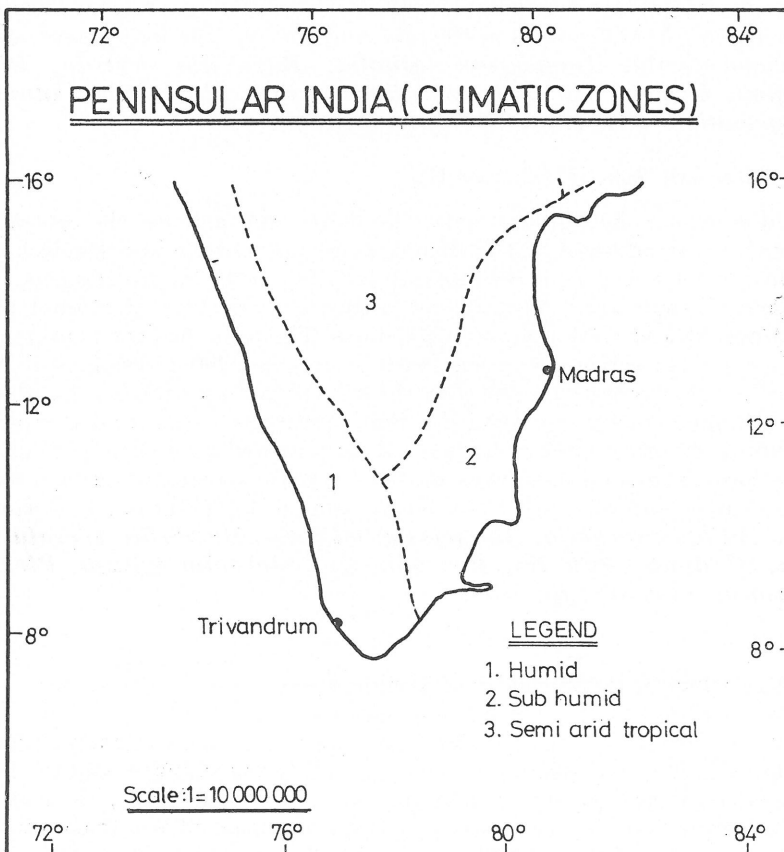 72° 76° 80° 84°
PENINSULAR INDIA (CLIMATIC ZONES)
16° 16°
3
Madras
12° 12°
2
1
Trivandrum
8° 8°
LEGEND
1. Humid
2. Sub humid
3. Semi arid tropical
Scale:1=10 000 000
72° 76° 80° 84°